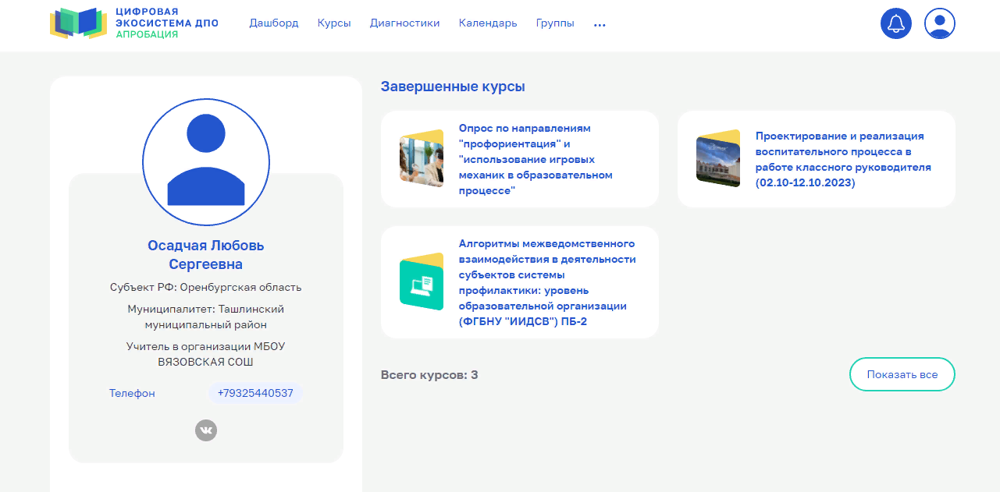 ЦИФРОВАЯ
ЭКОСИСТЕМА ДПО
АПРОБАЦИЯ
Дашборд Курсы Диагностики Календарь Группы ...
Осадчая Любовь
Сергеевна
Субъект РФ: Оренбургская область
Муниципалитет: Ташлинский
муниципальный район
Учитель в организации МБОУ
ВЯЗОВСКАЯ СОШ
Телефон +79325440537
Завершенные курсы
Опрос по направлениям
"профориентация" и
"использование игровых
механик в образовательном
процессе"
Проектирование и реализация
воспитательного процесса в
работе классного руководителя
(02.10-12.10.2023)
Алгоритмы межведомственного
взаимодействия в деятельности
субъектов системы
профилактики: уровень
образовательной организации
(ФГБНУ "ИИДСВ") ПБ-2
Всего курсов: 3
Показать все